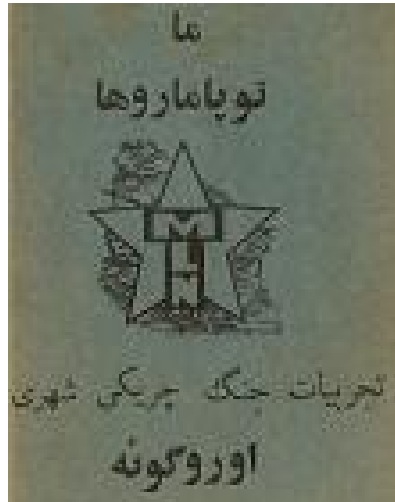 ما
توپاماروها
تجربیات جنگ چریکی شهری
اوروگوئه